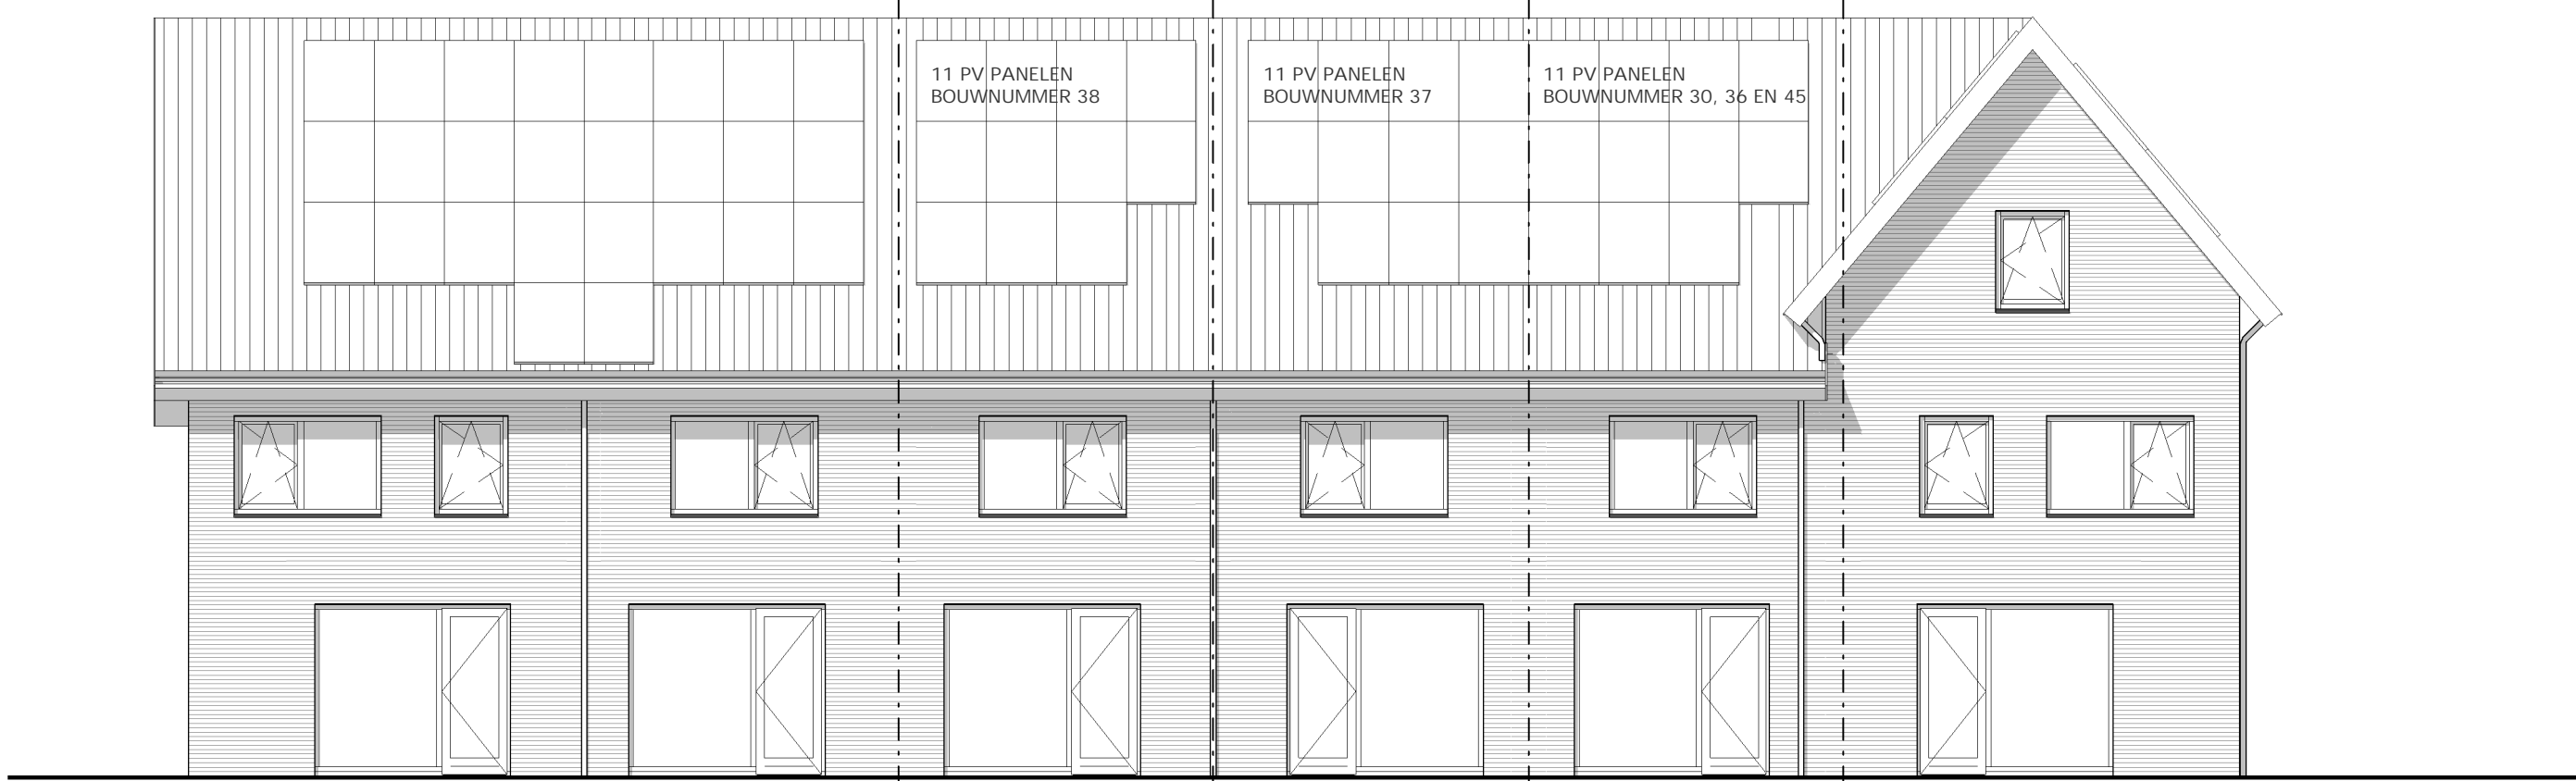 11 PV PANELEN
BOUWNUMMER 38
11 PV PANELEN
BOUWNUMMER 37
11 PV PANELEN
BOUWNUMMER 30, 36 EN 45